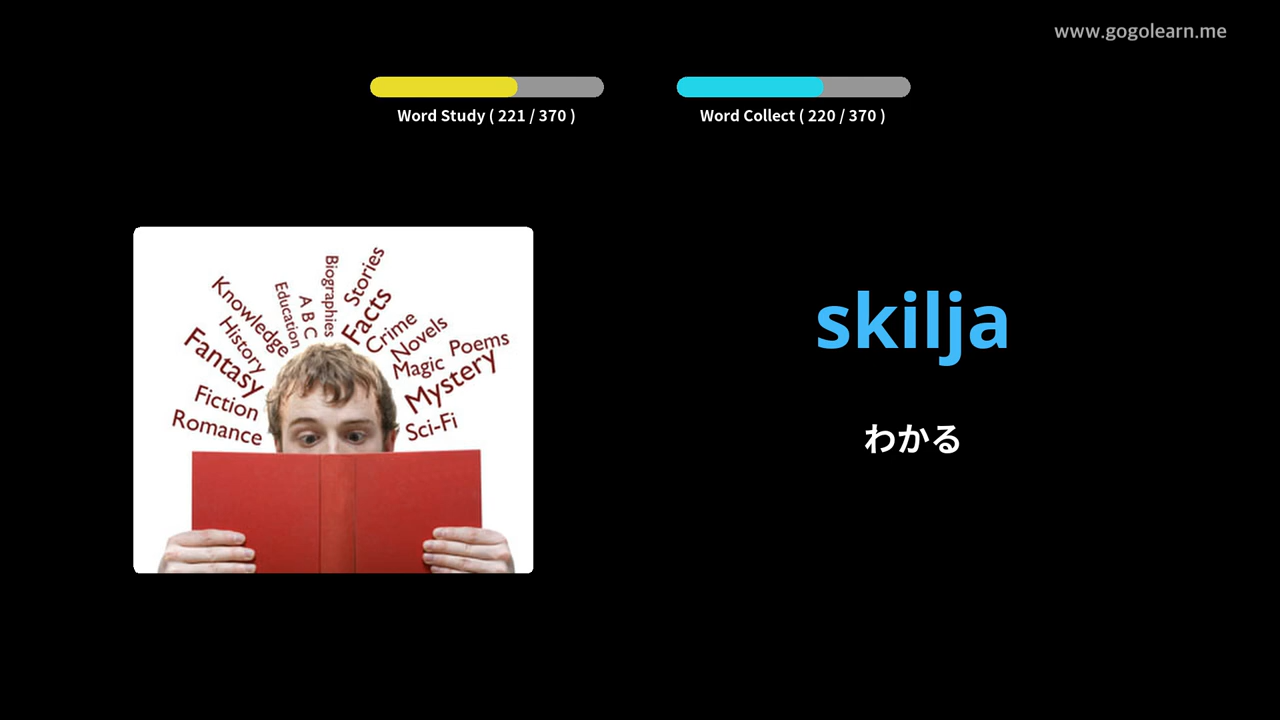 www.gogolearn.me
Word Study ( 221 / 370 )
Word Collect ( 220 / 370 )
Biographies
Stories
Education
A B C
Facts
Knowledge
Crime
History
Novels
Poems
Fantasy
Magic
Mystery
Fiction
Sci-Fi
Romance
skilja
わかる